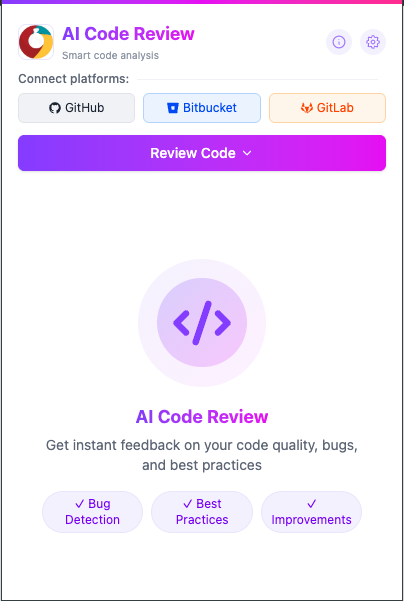 AI Code Review
Smart code analysis
Connect platforms:
GitHub
Bitbucket
GitLab
Review Code
AI Code Review
Get instant feedback on your code quality, bugs,
and best practices
✓ Bug
Detection
✓ Best
Practices
✓
Improvements